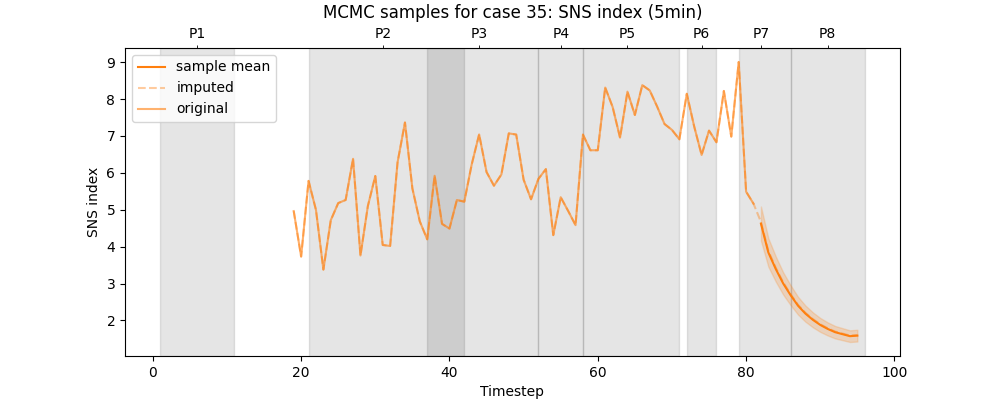 MCMC samples for case 35: SNS index (5min)
P1 P2 P3 P4 P5 P6 P7 P8
sample mean
imputed
original
9
8
7
6
5
4
3
2
SNS index
0 20 40 60 80 100
Timestep